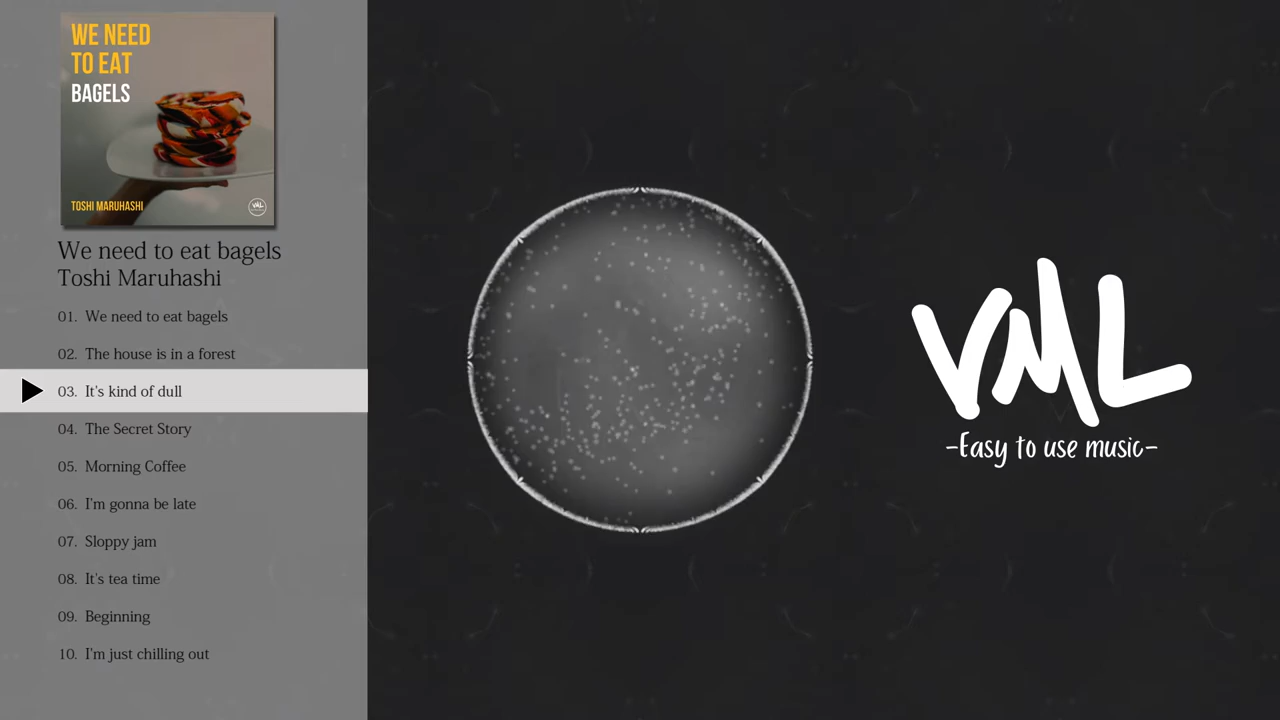 WE NEED
TO EAT
BAGELS
TOSHI MARUHASHI
VML
We need to eat bagels
Toshi Maruhashi
01. We need to eat bagels
02. The house is in a forest
03. It's kind of dull
04. The Secret Story
05. Morning Coffee
06. I'm gonna be late
07. Sloppy jam
08. It's tea time
09. Beginning
10. I'm just chilling out
VML
-Easy to use music-